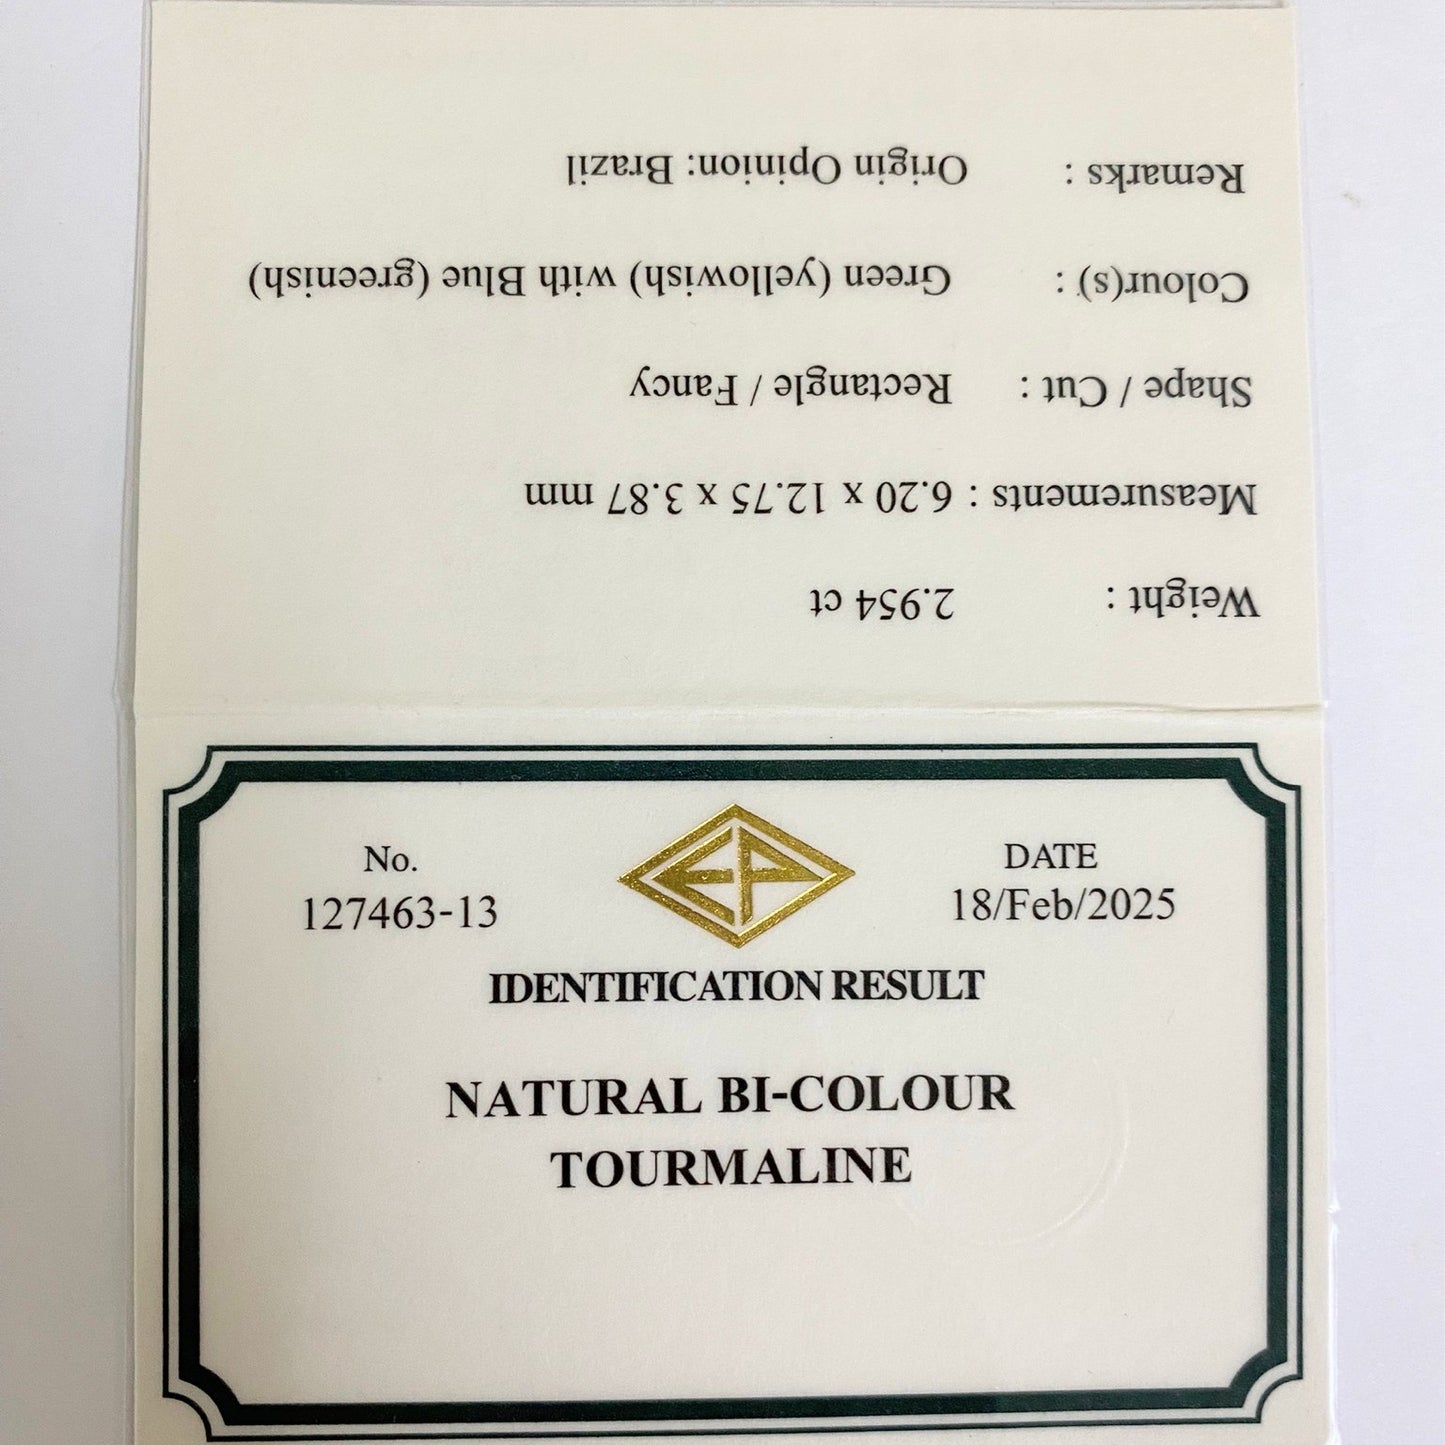 Weight : 2.954 ct
Measurements : 6.20 x 12.75 x 3.87 mm
Shape / Cut : Rectangle / Fancy
Colour(s) : Green (yellowish) with Blue (greenish)
Remarks : Origin Opinion: Brazil
No.
127463-13
EP
DATE
18/Feb/2025
IDENTIFICATION RESULT
NATURAL BI-COLOUR
TOURMALINE